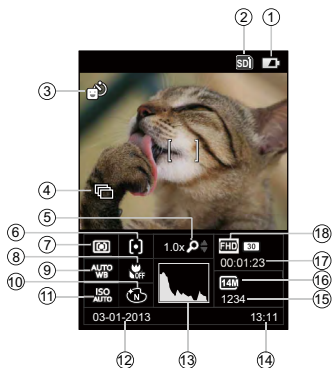 ② ①
SD
③
④
⑤
⑥ 1.0x ⑱
FHD 30
⑦
⑧ OFF 00:01:23 ⑰
⑨ AUTO WB
14M ⑯
⑩ N
⑪ ISO AUTO 1234 ⑮
03-01-2013 13:11
⑫ ⑬ ⑭